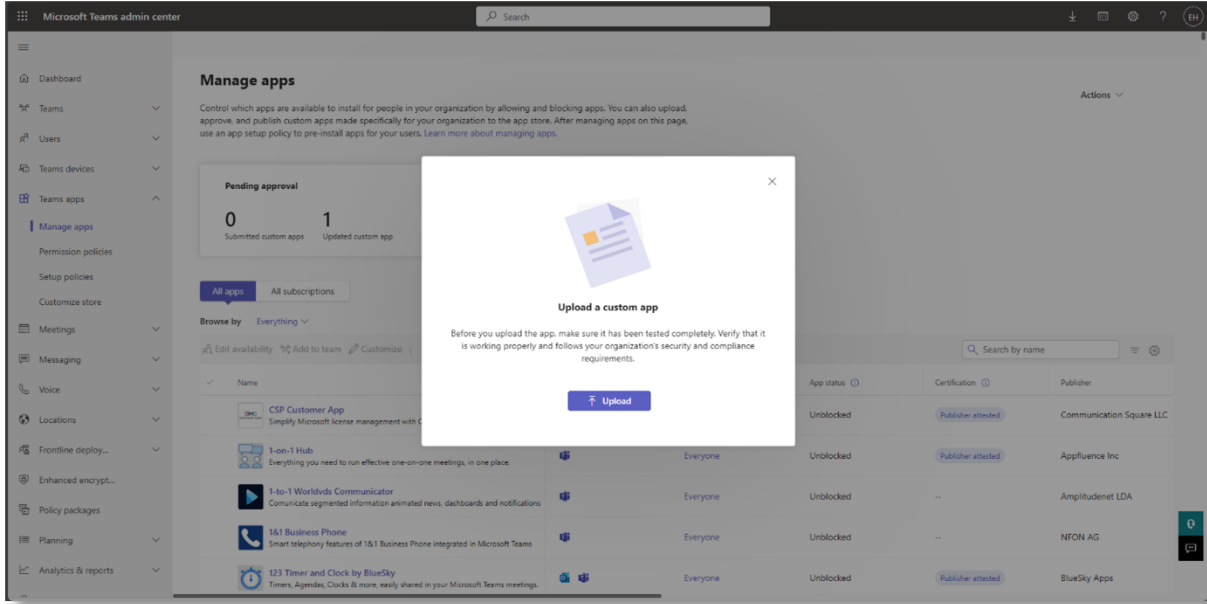 Microsoft Teams admin center
Search
EH
Dashboard
Teams
Users
Teams devices
Teams apps
Manage apps
Permission policies
Setup policies
Customize store
Meetings
Messaging
Voice
Locations
Frontline deploy...
Enhanced encrypt...
Policy packages
Planning
Analytics & reports
Manage apps
Actions
Control which apps are available to install for people in your organization by allowing and blocking apps. You can also upload,
approve, and publish custom apps made specifically for your organization to the app store. After managing apps on this page,
use an app setup policy to pre-install apps for your users. Learn more about managing apps.
Pending approval
0 1
Submitted custom apps Updated custom app
All apps All subscriptions
Browse by Everything
Edit availability Add to team Customize
Search by name
Upload a custom app
Before you upload the app, make sure it has been tested completely. Verify that it
is working properly and follows your organization's security and compliance
requirements.
Upload
Name App status Certification Publisher
CSP Customer App Unblocked Publisher attested Communication Square LLC
Simplify Microsoft license management with
1-on-1 Hub Everyone Unblocked Publisher attested Appfluence Inc
Everything you need to run effective one-on-one meetings, in one place.
1-to-1 Worldvds Communicator Everyone Unblocked -- Amplitudenet LDA
Comunicate segmented information animated news, dashboards and notifications
1&1 Business Phone Everyone Unblocked -- NFON AG
Smart telephony features of 1&1 Business Phone integrated in Microsoft Teams
123 Timer and Clock by BlueSky Everyone Unblocked Publisher attested BlueSky Apps
Timers, Agendas, Clocks & more, easily shared in your Microsoft Teams meetings.